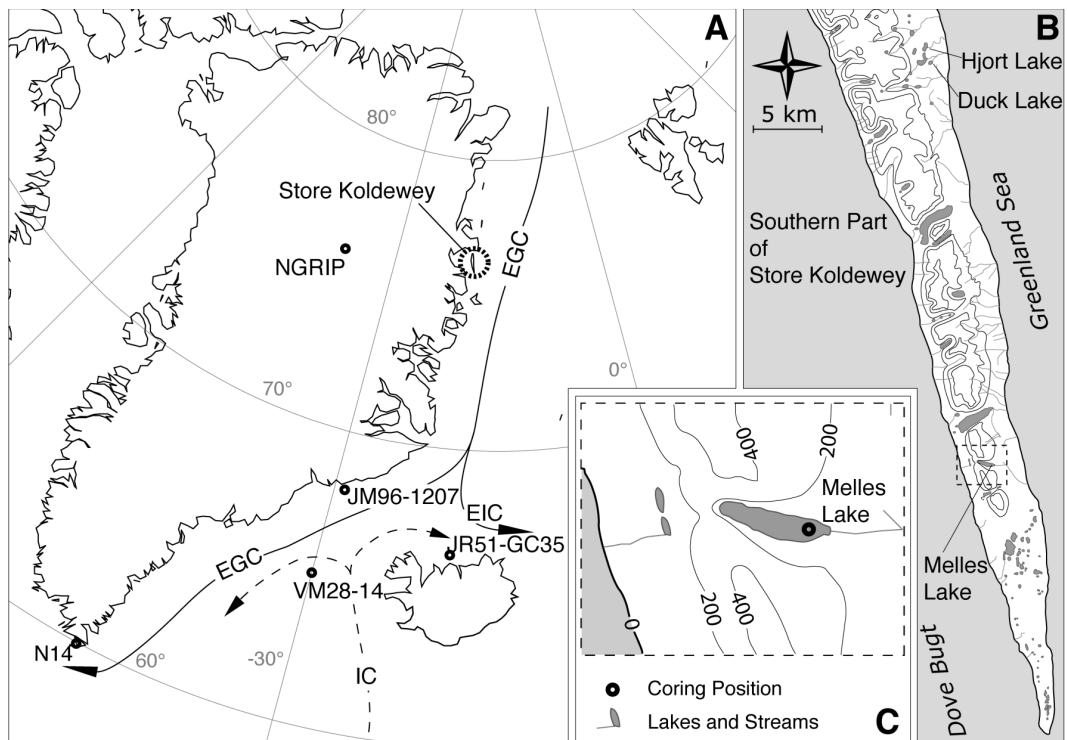 A
80°
Store Koldewey
NGRIP
EGC
70°
0°
JM96-1207
EIC
JR51-GC35
EGC
VM28-14
N14
60°
-30°
IC
B
Hjort Lake
Duck Lake
5 km
Southern Part
of
Store Koldewey
Greenland Sea
Melles
Lake
Dove Bugt
400
200
Melles
Lake
200
400
0
Coring Position
Lakes and Streams
C